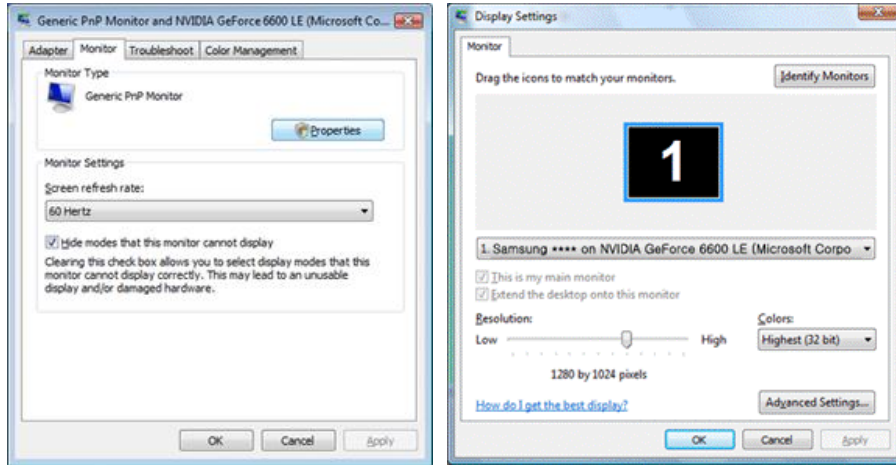 Generic PnP Monitor and NVIDIA GeForce 6600 LE (Microsoft Co...
Adapter Monitor Troubleshoot Color Management
Monitor Type
Generic PnP Monitor
Properties
Monitor Settings
Screen refresh rate:
60 Hertz
Hide modes that this monitor cannot display
Clearing this check box allows you to select display modes that this
monitor cannot display correctly. This may lead to an unusable
display and/or damaged hardware.
OK Cancel Apply
Display Settings
Monitor
Drag the icons to match your monitors.
Identify Monitors
1
1. Samsung **** on NVIDIA GeForce 6600 LE (Microsoft Corpo
This is my main monitor
Extend the desktop onto this monitor
Resolution:
Colors:
Low High
Highest (32 bit)
1280 by 1024 pixels
How do I get the best display?
Advanced Settings...
OK Cancel Apply